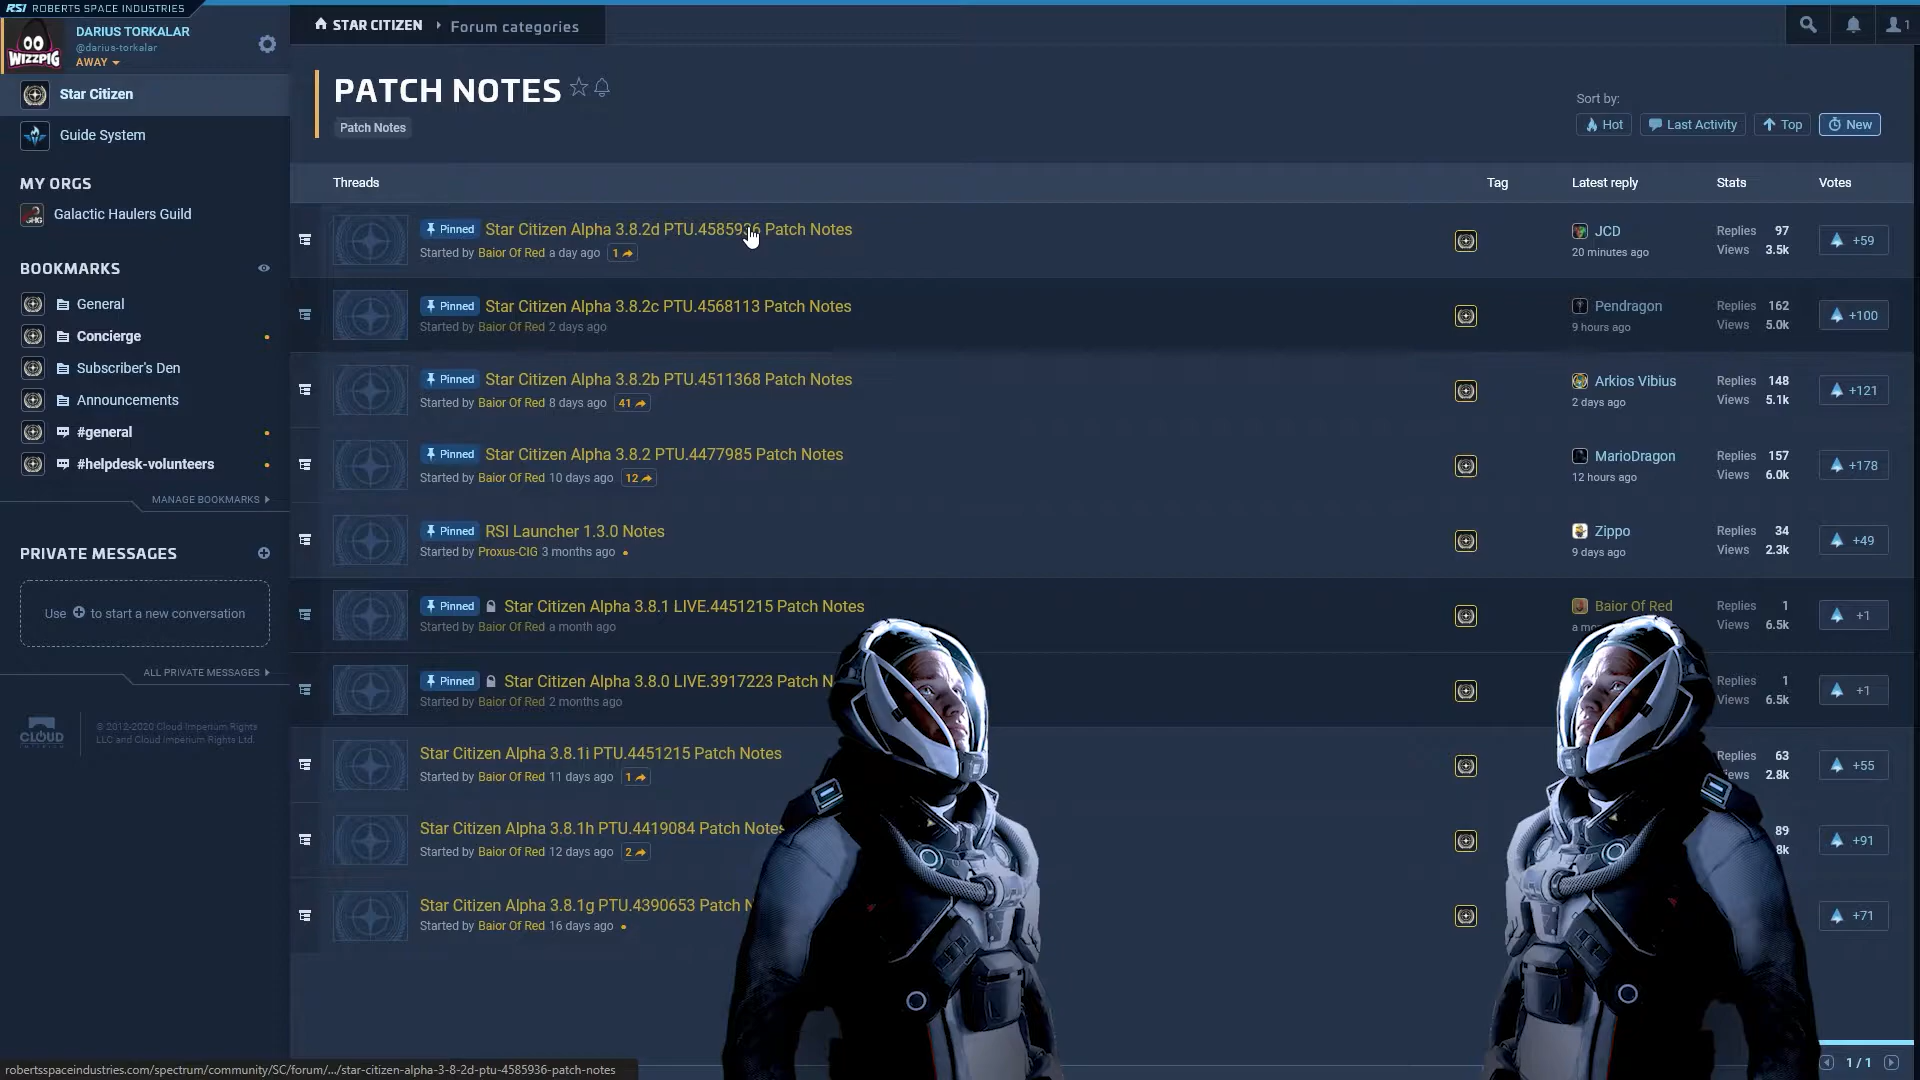 RSI ROBERTS SPACE INDUSTRIES
DARIUS TORKALAR
@darius-torkalar
AWAY
WIZZPIG
Star Citizen
Guide System
MY ORGS
Galactic Haulers Guild
BOOKMARKS
General
Concierge
Subscriber's Den
Announcements
#general
#helpdesk-volunteers
MANAGE BOOKMARKS
PRIVATE MESSAGES
Use to start a new conversation
ALL PRIVATE MESSAGES
CLOUD
© 2012-2020 Cloud Imperium Rights
LLC and Cloud Imperium Rights Ltd.
STAR CITIZEN Forum categories
1
PATCH NOTES
Patch Notes
Sort by:
Hot Last Activity Top New
Threads Tag Latest reply Stats Votes
Pinned Star Citizen Alpha 3.8.2d PTU.4585936 Patch Notes
Started by Baior Of Red a day ago 1
JCD
20 minutes ago
Replies 97
Views 3.5k
+59
Pinned Star Citizen Alpha 3.8.2c PTU.4568113 Patch Notes
Started by Baior Of Red 2 days ago
Pendragon
9 hours ago
Replies 162
Views 5.0k
+100
Pinned Star Citizen Alpha 3.8.2b PTU.4511368 Patch Notes
Started by Baior Of Red 8 days ago 41
Arkios Vibius
2 days ago
Replies 148
Views 5.1k
+121
Pinned Star Citizen Alpha 3.8.2 PTU.4477985 Patch Notes
Started by Baior Of Red 10 days ago 12
MarioDragon
12 hours ago
Replies 157
Views 6.0k
+178
Pinned RSI Launcher 1.3.0 Notes
Started by Proxus-CIG 3 months ago
Zippo
9 days ago
Replies 34
Views 2.3k
+49
Pinned Star Citizen Alpha 3.8.1 LIVE.4451215 Patch Notes
Started by Baior Of Red a month ago
Baior Of Red
a mo
Replies 1
Views 6.5k
+1
Pinned Star Citizen Alpha 3.8.0 LIVE.3917223 Patch N
Started by Baior Of Red 2 months ago
Replies 1
Views 6.5k
+1
Star Citizen Alpha 3.8.1i PTU.4451215 Patch Notes
Started by Baior Of Red 11 days ago 1
Replies 63
iews 2.8k
+55
Star Citizen Alpha 3.8.1h PTU.4419084 Patch Notes
Started by Baior Of Red 12 days ago 2
89
8k
+91
Star Citizen Alpha 3.8.1g PTU.4390653 Patch N
Started by Baior Of Red 16 days ago
+71
1 / 1
robertsspaceindustries.com/spectrum/community/SC/forum/.../star-citizen-alpha-3-8-2d-ptu-4585936-patch-notes